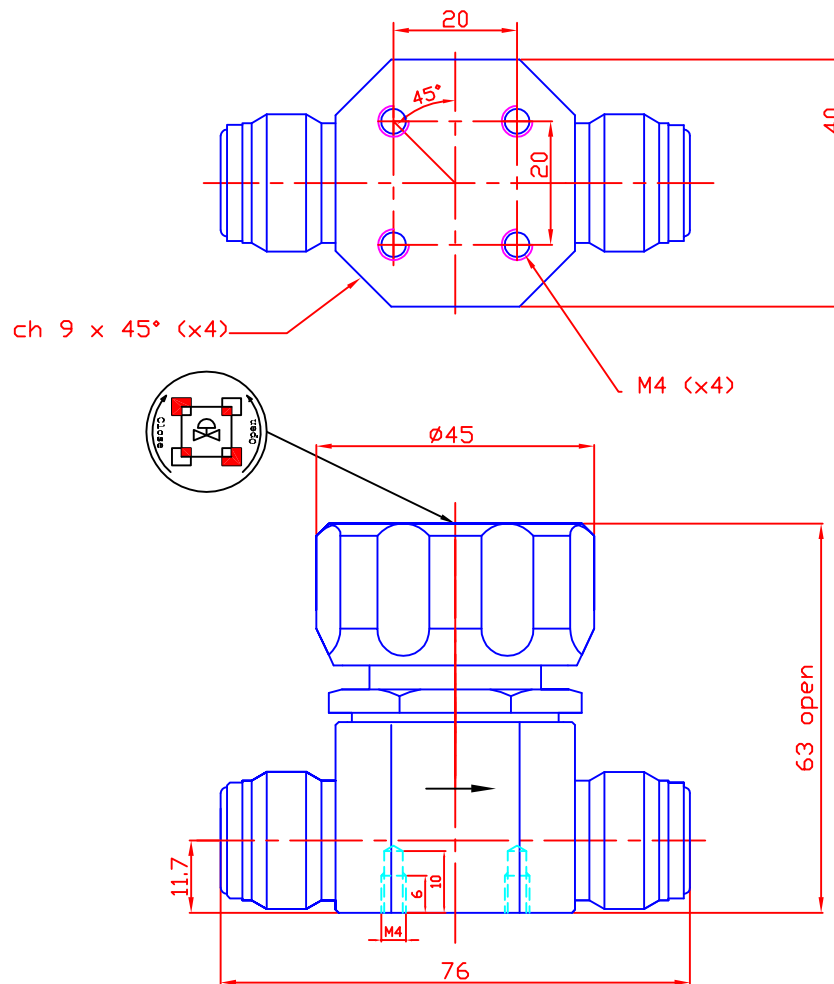 20
45°
20
40
ch 9 x 45° (x4)
M4 (x4)
Close
Open
Ø45
63 open
11,7
6
10
M4
76